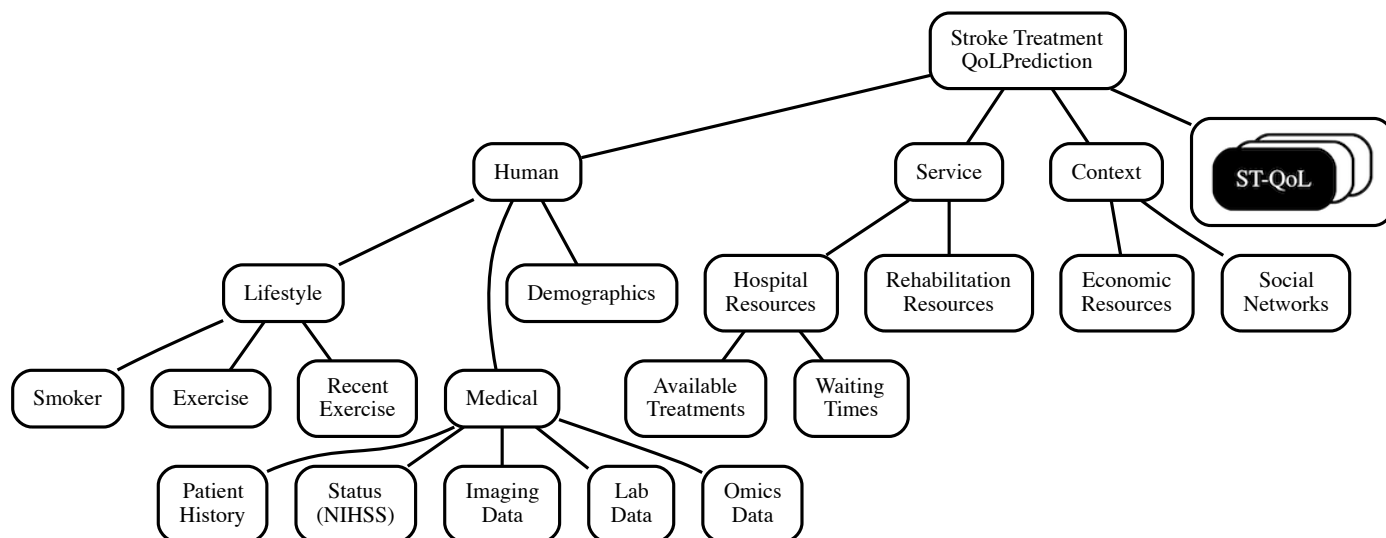 Stroke Treatment
QoLPrediction
Human
Service
Context
ST-QoL
Lifestyle
Demographics
Hospital
Resources
Rehabilitation
Resources
Economic
Resources
Social
Networks
Smoker
Exercise
Recent
Exercise
Medical
Available
Treatments
Waiting
Times
Patient
History
Status
(NIHSS)
Imaging
Data
Lab
Data
Omics
Data